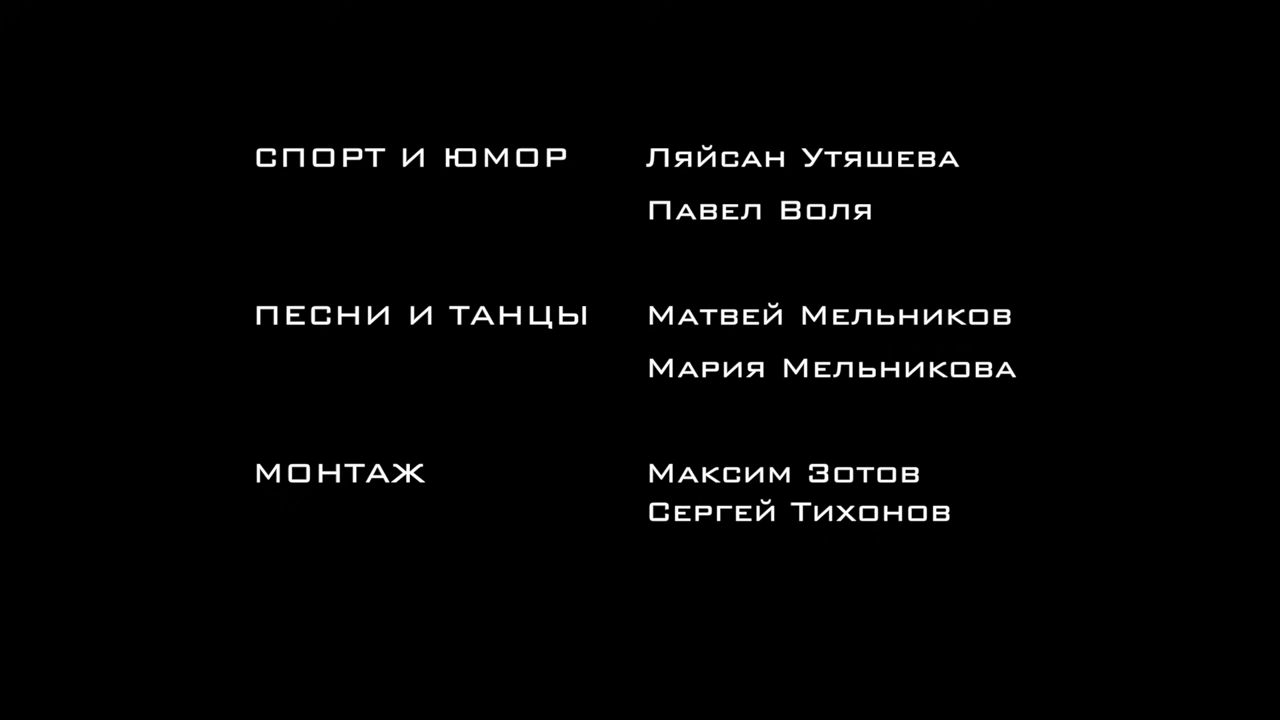 СПОРТ И ЮМОР Ляйсан Утяшева
Павел Воля
ПЕСНИ И ТАНЦЫ Матвей Мельников
Мария Мельникова
МОНТАЖ Максим Зотов
Сергей Тихонов